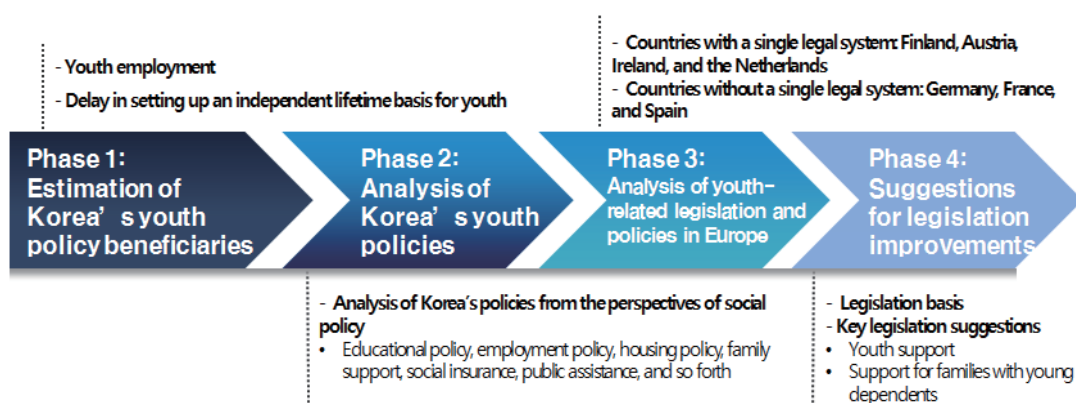 - Youth employment
- Delay in setting up an independent lifetime basis for youth
- Countries with a single legal system: Finland, Austria,
Ireland, and the Netherlands
- Countries without a single legal system: Germany, France,
and Spain
Phase 1:
Estimation of
Korea's youth
policy beneficiaries
Phase 2:
Analysis of
Korea's youth
policies
Phase 3:
Analysis of youth-
related legislation and
policies in Europe
Phase 4:
Suggestions
for legislation
improvements
- Analysis of Korea's policies from the perspectives of social
policy
• Educational policy, employment policy, housing policy, family
support, social insurance, public assistance, and so forth
- Legislation basis
- Key legislation suggestions
• Youth support
• Support for families with young
dependents